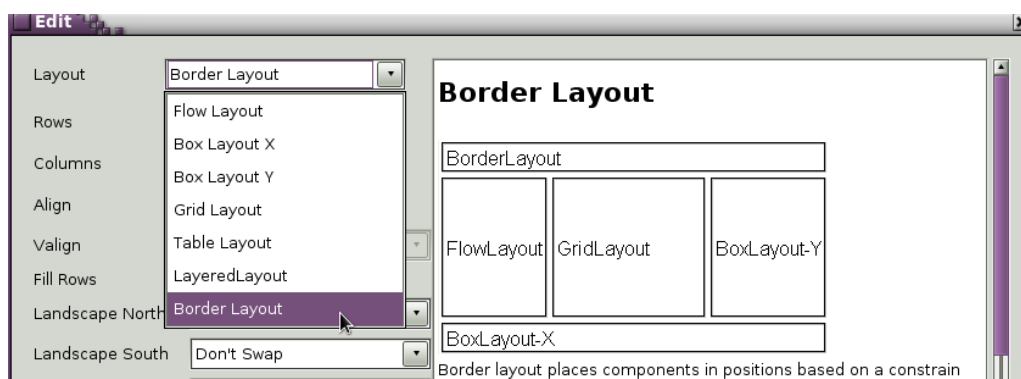 Edit
Layout
Border Layout
Flow Layout
Box Layout X
Box Layout Y
Grid Layout
Table Layout
LayeredLayout
Border Layout
Rows
Columns
Align
Valign
Fill Rows
Landscape North
Landscape South
Don't Swap
Border Layout
BorderLayout
FlowLayout
GridLayout
BoxLayout-Y
BoxLayout-X
Border layout places components in positions based on a constrain